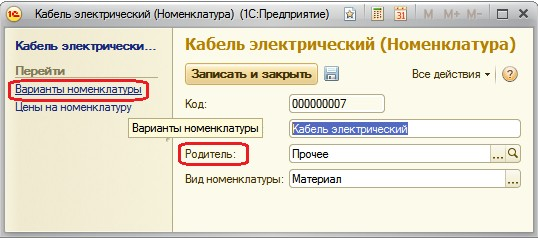 Кабель электрический (Номенклатура) (1С:Предприятие)
M M+ M-
Кабель электрически...
Перейти
Варианты номенклатуры
Цены на номенклатуру
Варианты номенклатуры
Кабель электрический (Номенклатура)
Записать и закрыть
Все действия
?
Код: 000000007
Кабель электрический
Родитель: Прочее ...
Вид номенклатуры: Материал ...